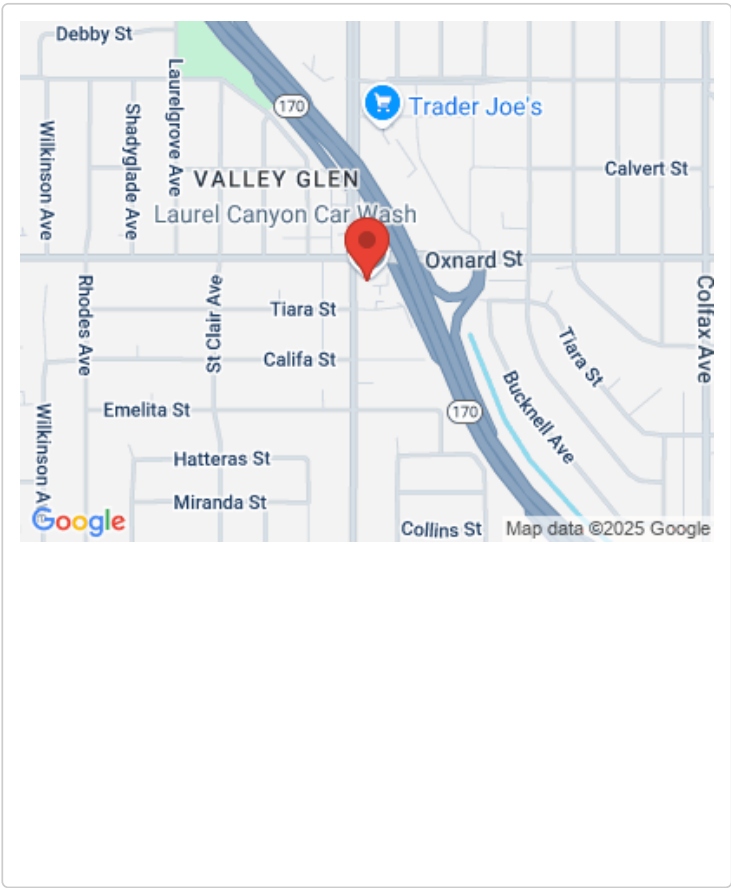 Debby St
Laurelgrove Ave
170
Trader Joe's
Wilkinson Ave
Shadyglade Ave
VALLEY GLEN
Calvert St
Laurel Canyon Car Wash
Oxnard St
Rhodes Ave
St Clair Ave
Tiara St
Colfax Ave
Tiara St
Califa St
Bucknell Ave
Emelita St
170
Wilkinson A
Hatteras St
Miranda St
Google
Collins St
Map data ©2025 Google